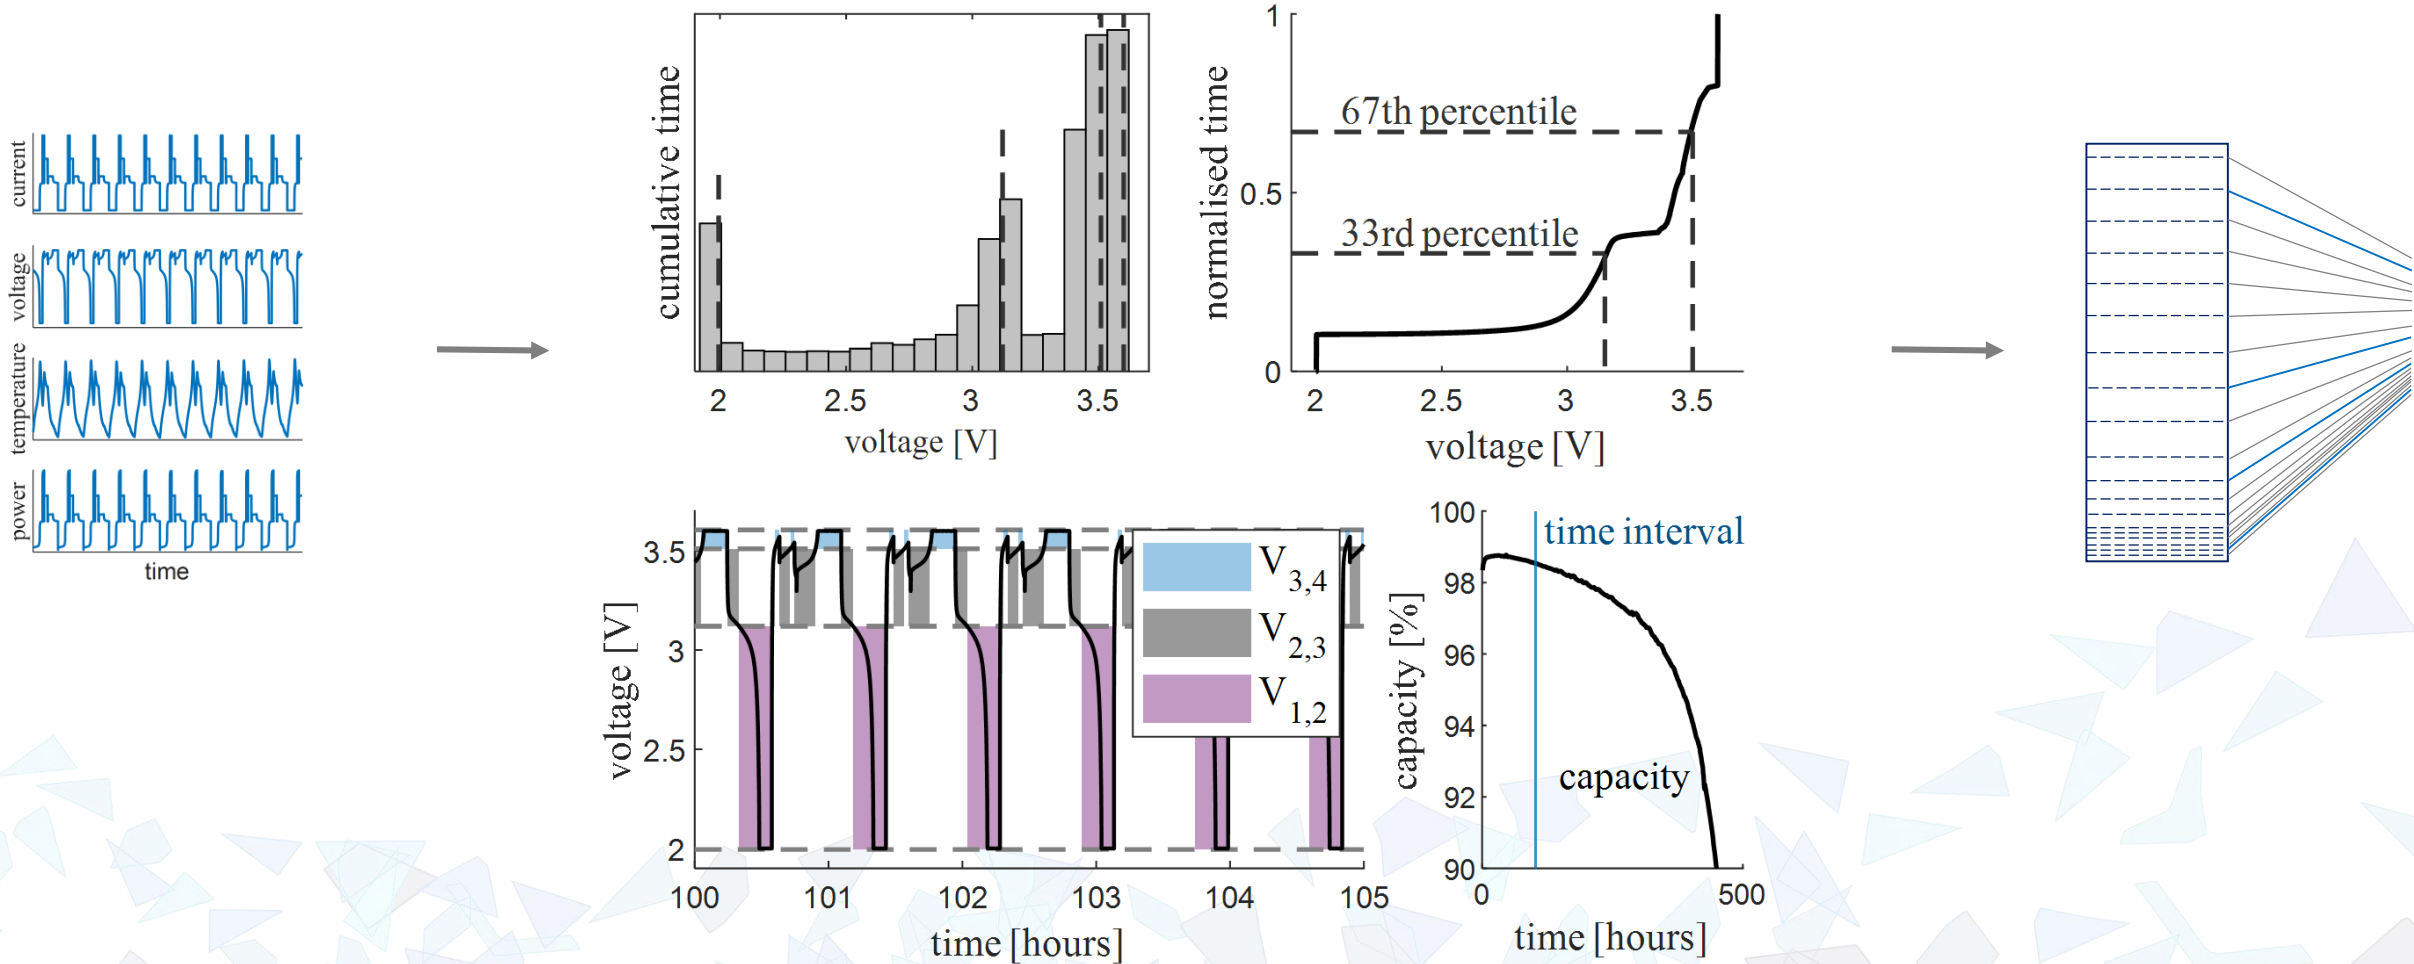 current
voltage
temperature
power
time
cumulative time
2
2.5
3
3.5
voltage [V]
normalised time
1
0.5
0
67th percentile
33rd percentile
2
2.5
3
3.5
voltage [V]
voltage [V]
3.5
3
2.5
2
V3,4
V2,3
V1,2
100
101
102
103
104
105
time [hours]
capacity [%]
100
98
96
94
92
90
time interval
capacity
0
500
time [hours]